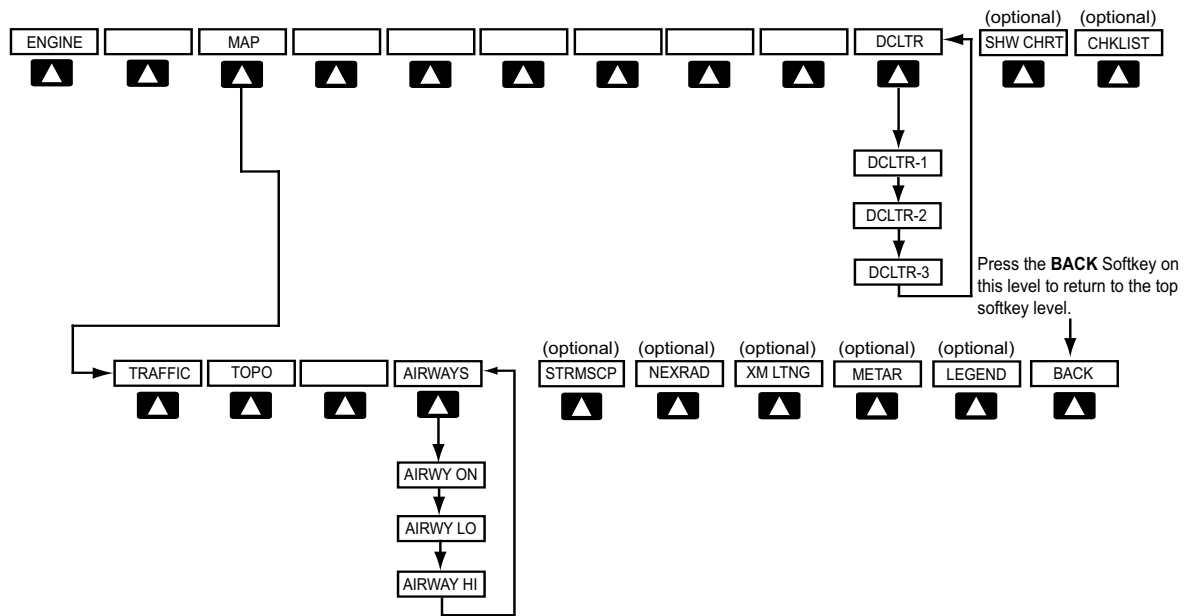 (optional) (optional)
ENGINE MAP DCLTR SHW CHRT CHKLIST
DCLTR-1
DCLTR-2
DCLTR-3
Press the BACK Softkey on
this level to return to the top
softkey level.
(optional) (optional) (optional) (optional) (optional)
TRAFFIC TOPO AIRWAYS STRMSCP NEXRAD XM LTNG METAR LEGEND BACK
AIRWY ON
AIRWY LO
AIRWAY HI